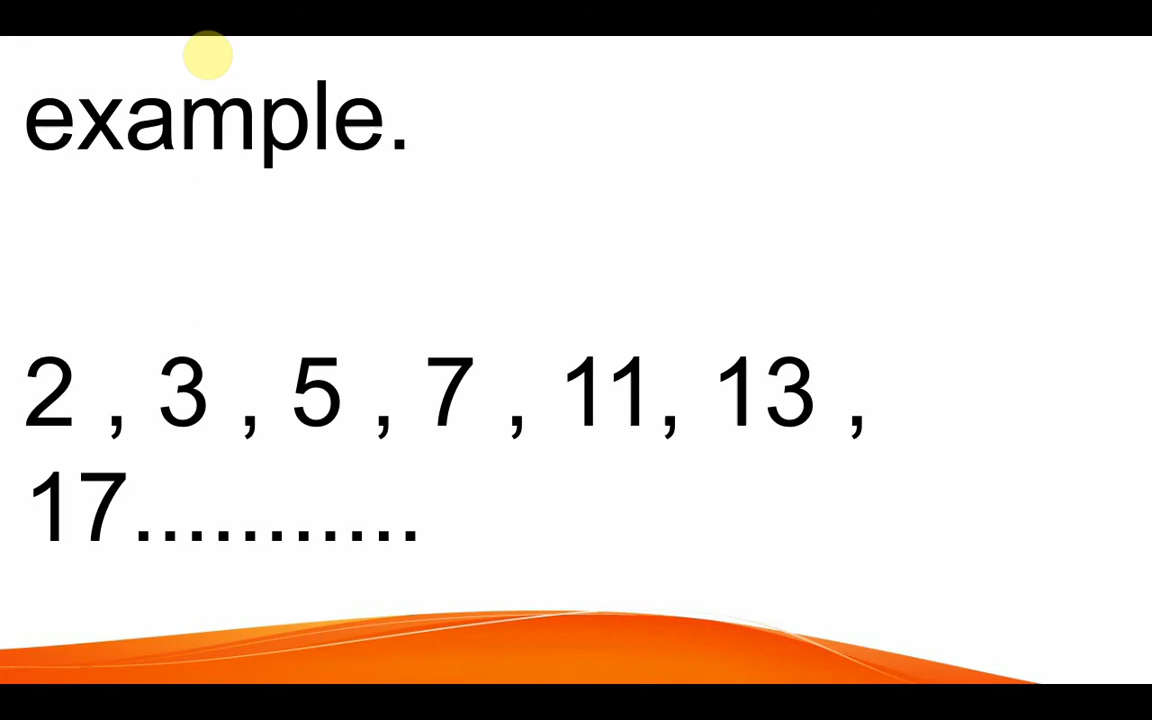 example.
2 , 3 , 5 , 7 , 11, 13 ,
17...........